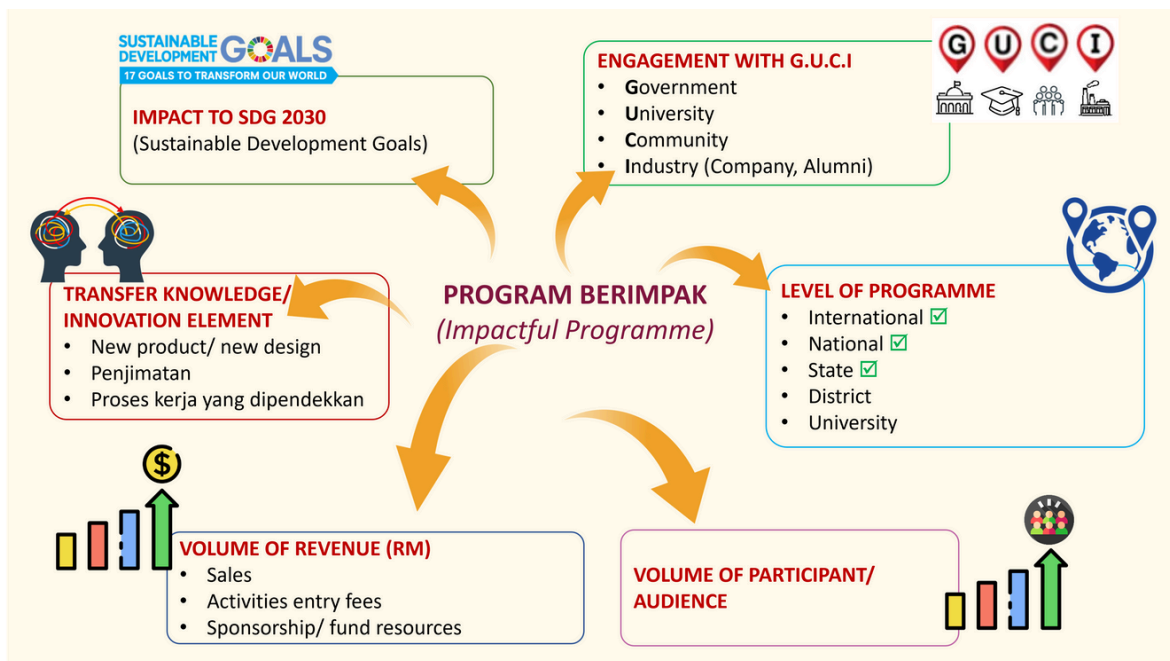 SUSTAINABLE
DEVELOPMENT
GOALS
17 GOALS TO TRANSFORM OUR WORLD
IMPACT TO SDG 2030
(Sustainable Development Goals)
ENGAGEMENT WITH G.U.C.I
• Government
• University
• Community
• Industry (Company, Alumni)
G U C I
TRANSFER KNOWLEDGE/
INNOVATION ELEMENT
• New product/ new design
• Penjimatan
• Proses kerja yang dipendekkan
PROGRAM BERIMPAK
(Impactful Programme)
LEVEL OF PROGRAMME
• International ☑
• National ☑
• State ☑
• District
• University
$
VOLUME OF REVENUE (RM)
• Sales
• Activities entry fees
• Sponsorship/ fund resources
VOLUME OF PARTICIPANT/
AUDIENCE